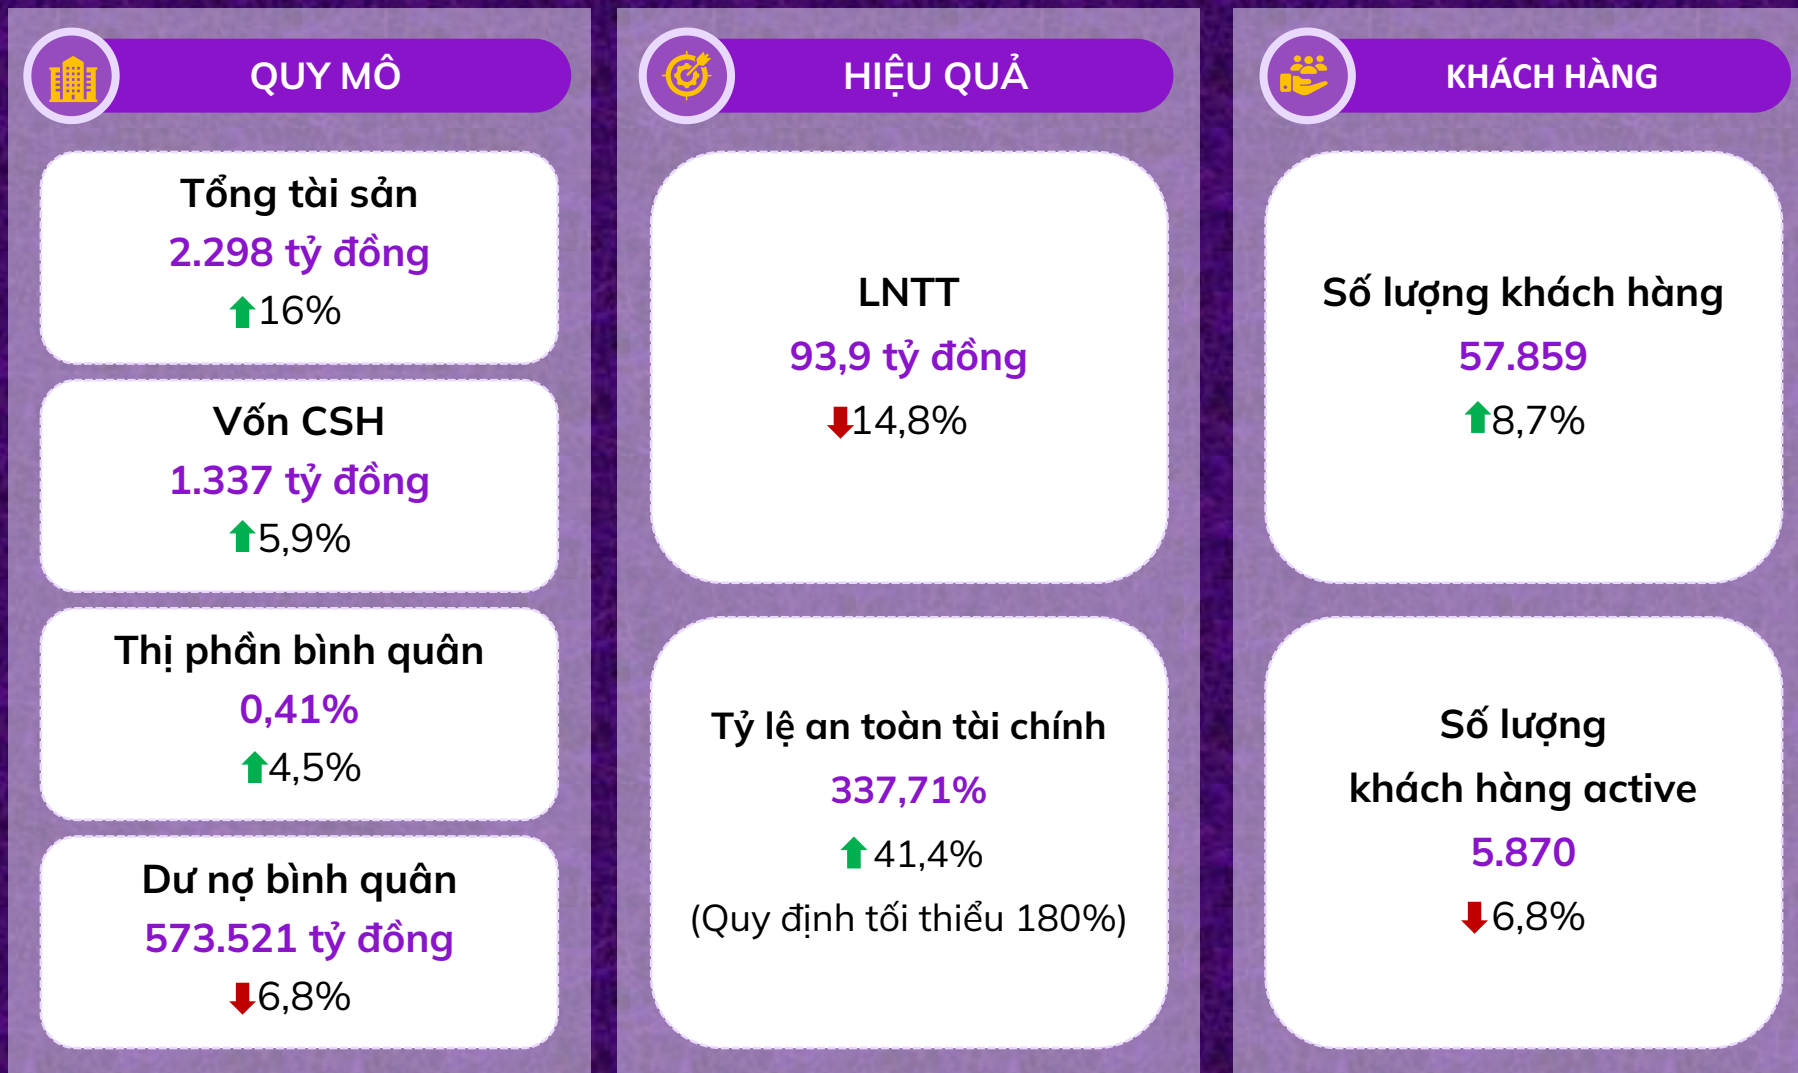 QUY MÔ
Tổng tài sản
2.298 tỷ đồng
16%
Vốn CSH
1.337 tỷ đồng
5,9%
Thị phần bình quân
0,41%
4,5%
Dư nợ bình quân
573.521 tỷ đồng
6,8%
HIỆU QUẢ
LNTT
93,9 tỷ đồng
14,8%
Tỷ lệ an toàn tài chính
337,71%
41,4%
(Quy định tối thiểu 180%)
KHÁCH HÀNG
Số lượng khách hàng
57.859
8,7%
Số lượng
khách hàng active
5.870
6,8%